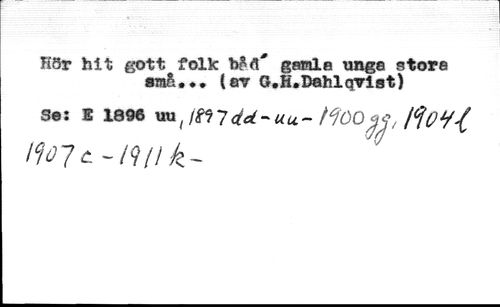 Hör hit gott folk båd´ gamla unga stora
små... (av G.H.Dahlqvist)
Se: E 1896 uu, 1897 dd-uu- 1900 gg, 1904 l
1907 c - 1911 k -